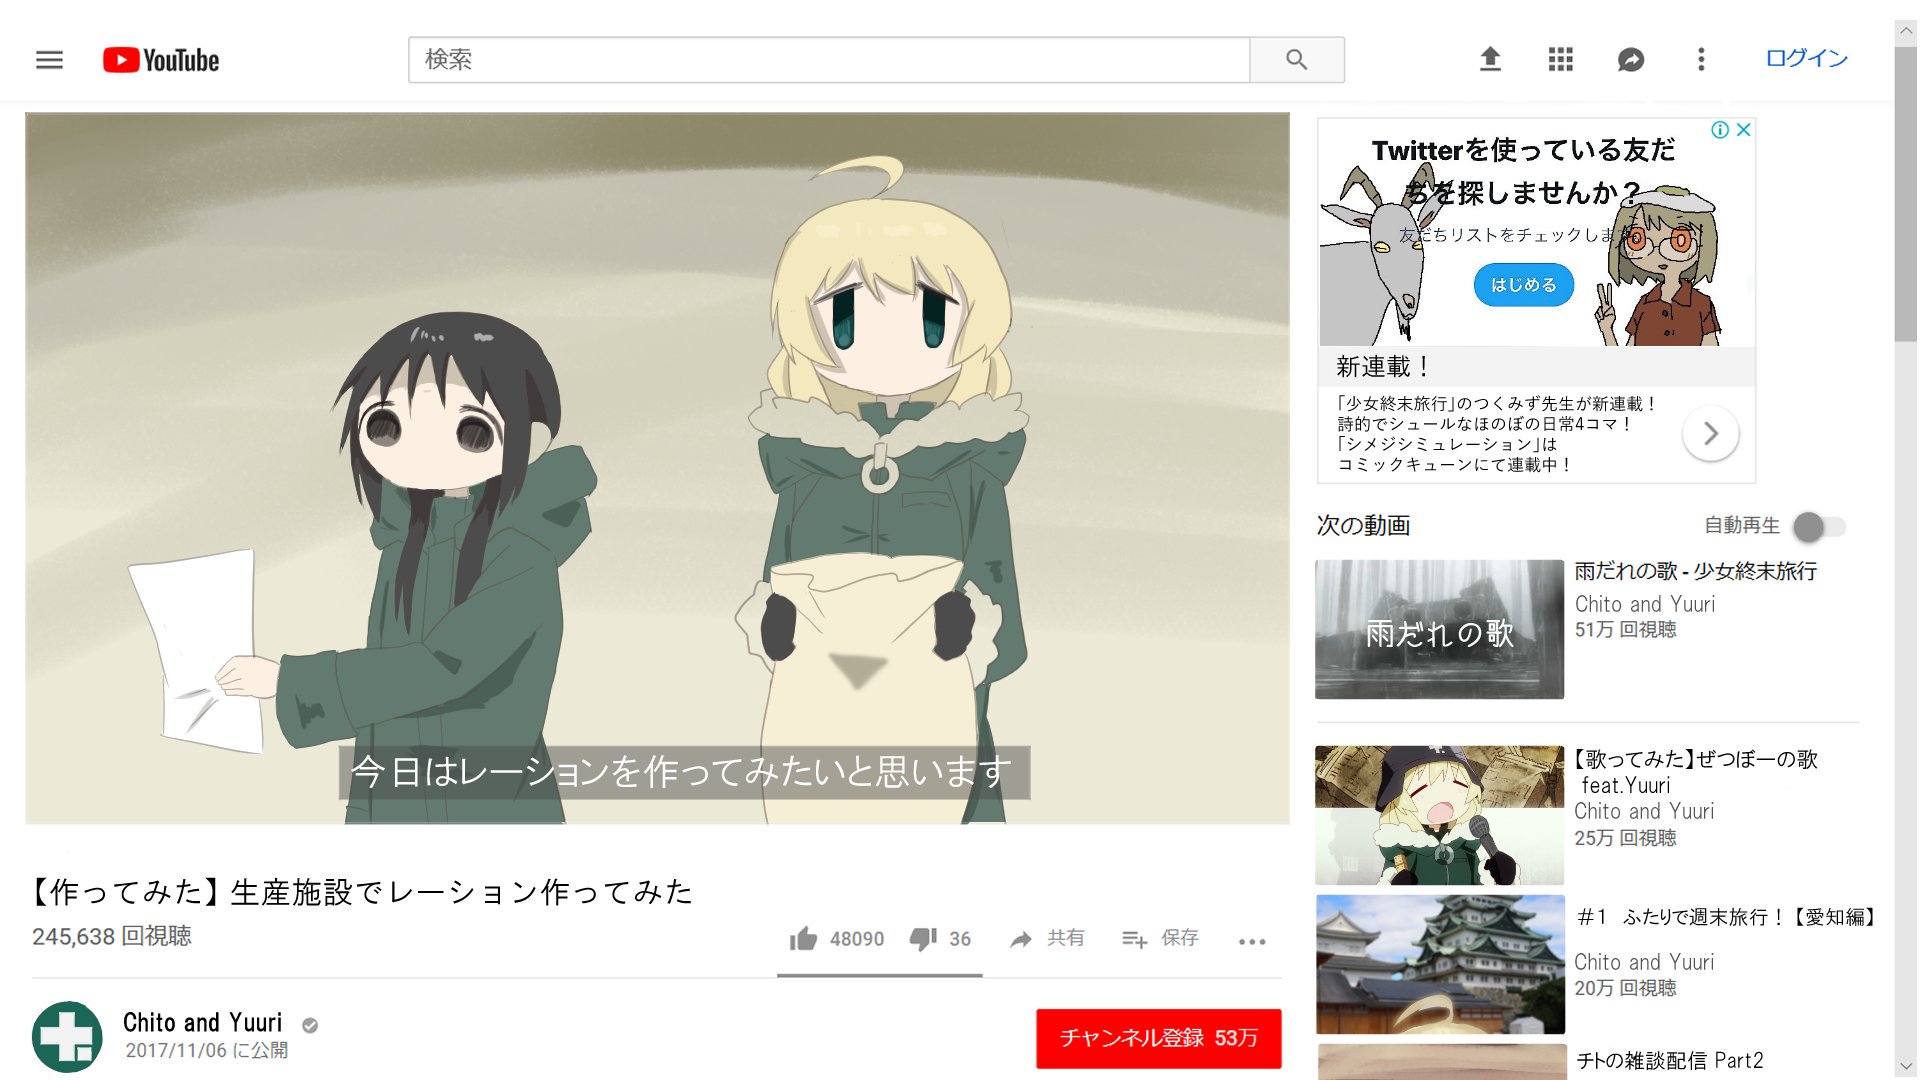 YouTube
検索
ログイン
今日はレーションを作ってみたいと思います
【作ってみた】生産施設でレーション作ってみた
245,638 回視聴
48090
36
共有
保存
Chito and Yuuri
2017/11/06 に公開
チャンネル登録 53万
Twitterを使っている友だ
ちを探しませんか？
友だちリストをチェックします。
はじめる
新連載！
「少女終末旅行」のつくみず先生が新連載！
詩的でシュールなほのぼの日常4コマ！
「シメジシミュレーション」は
コミックキューンにて連載中！
次の動画
自動再生
雨だれの歌
雨だれの歌 - 少女終末旅行
Chito and Yuuri
51万 回視聴
【歌ってみた】ぜつぼーの歌
feat.Yuuri
Chito and Yuuri
25万 回視聴
＃1　ふたりで週末旅行！【愛知編】
Chito and Yuuri
20万 回視聴
チトの雑談配信 Part2